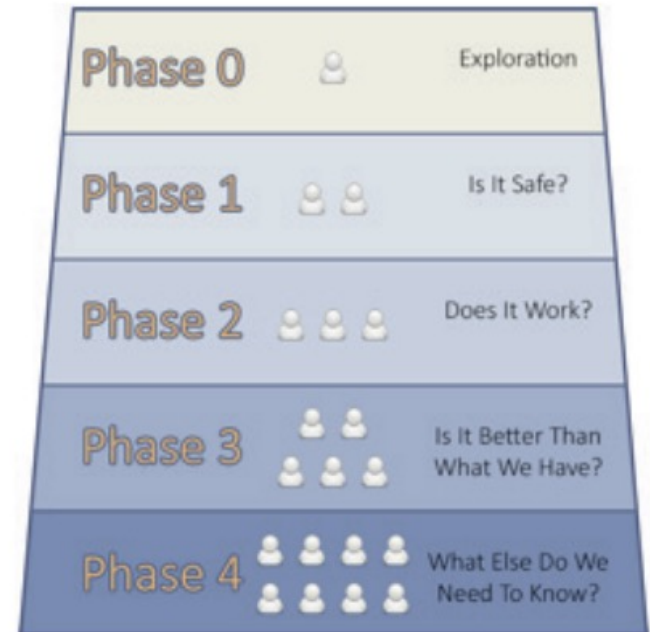 Phase 0
Exploration
Phase 1
Is It Safe?
Phase 2
Does It Work?
Phase 3
Is It Better Than
What We Have?
Phase 4
What Else Do We
Need To Know?